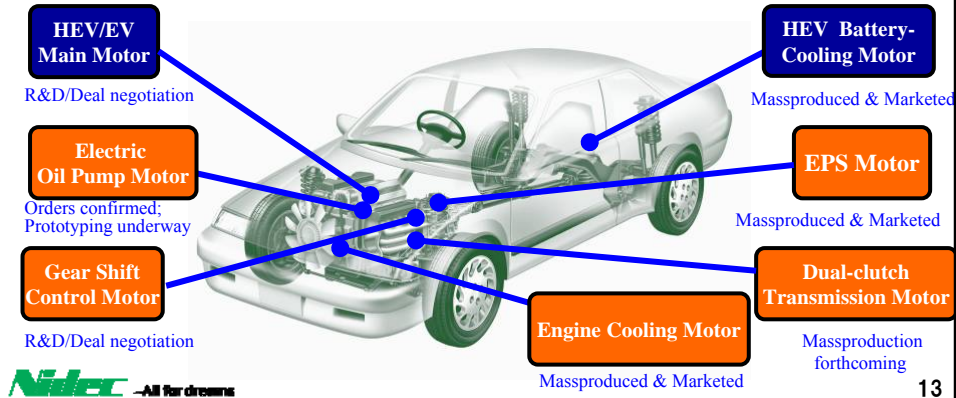 HEV/EV
Main Motor
R&D/Deal negotiation
HEV Battery-
Cooling Motor
Massproduced & Marketed
Electric
Oil Pump Motor
Orders confirmed;
Prototyping underway
EPS Motor
Massproduced & Marketed
Gear Shift
Control Motor
R&D/Deal negotiation
Engine Cooling Motor
Massproduced & Marketed
Dual-clutch
Transmission Motor
Massproduction
forthcoming
Nidec -All for dreams
13